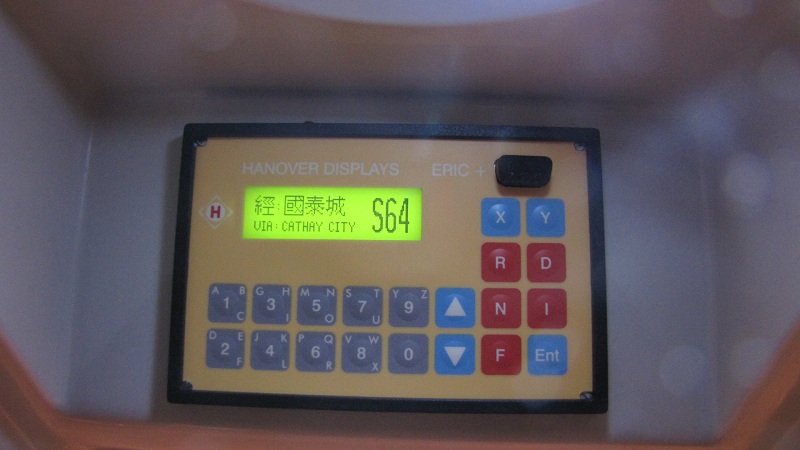 HANOVER DISPLAYS ERIC +
H
經:國泰城 S64
VIA: CATHAY CITY
X Y
R D
A B 1 C G H 3 I M N 5 O S T 7 U Y Z 9 N I
D E 2 F J K 4 L P Q 6 R V W 8 X 0 F Ent